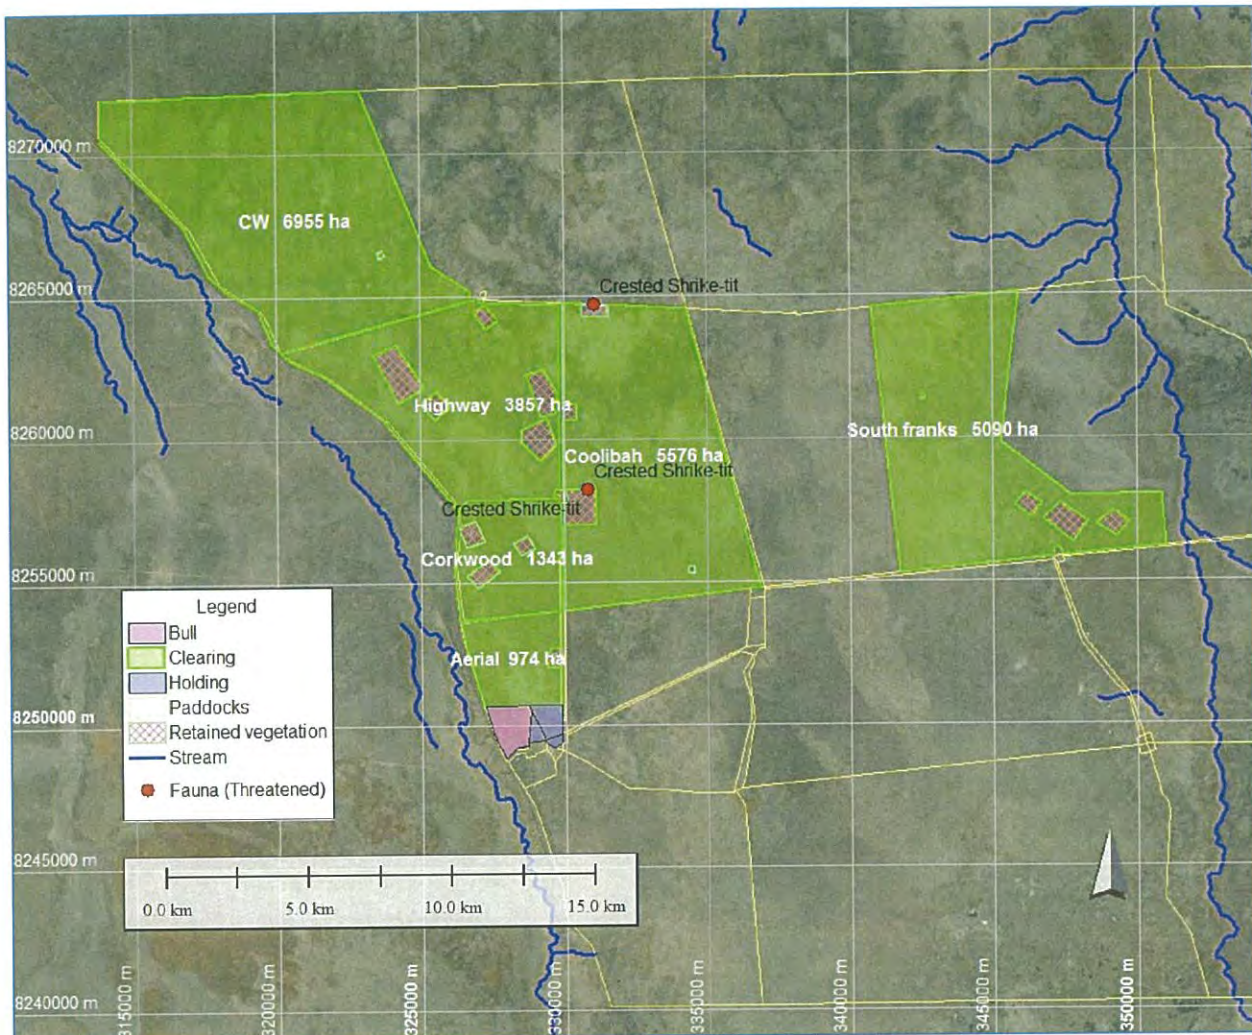 8270000 m
CW 6955 ha
8265000 m
Crested Shrike-tit
8260000 m
Highway 3857 ha
South franks 5090 ha
Coolibah 5576 ha
Crested Shrike-tit
Crested Shrike-tit
Corkwood 1343 ha
8255000 m
Legend
Bull
Clearing
Holding
Paddocks
Retained vegetation
Stream
Fauna (Threatened)
Aerial 974 ha
8250000 m
8245000 m
0.0 km 5.0 km 10.0 km 15.0 km
8240000 m
315000 m
320000 m
325000 m
330000 m
335000 m
340000 m
345000 m
350000 m